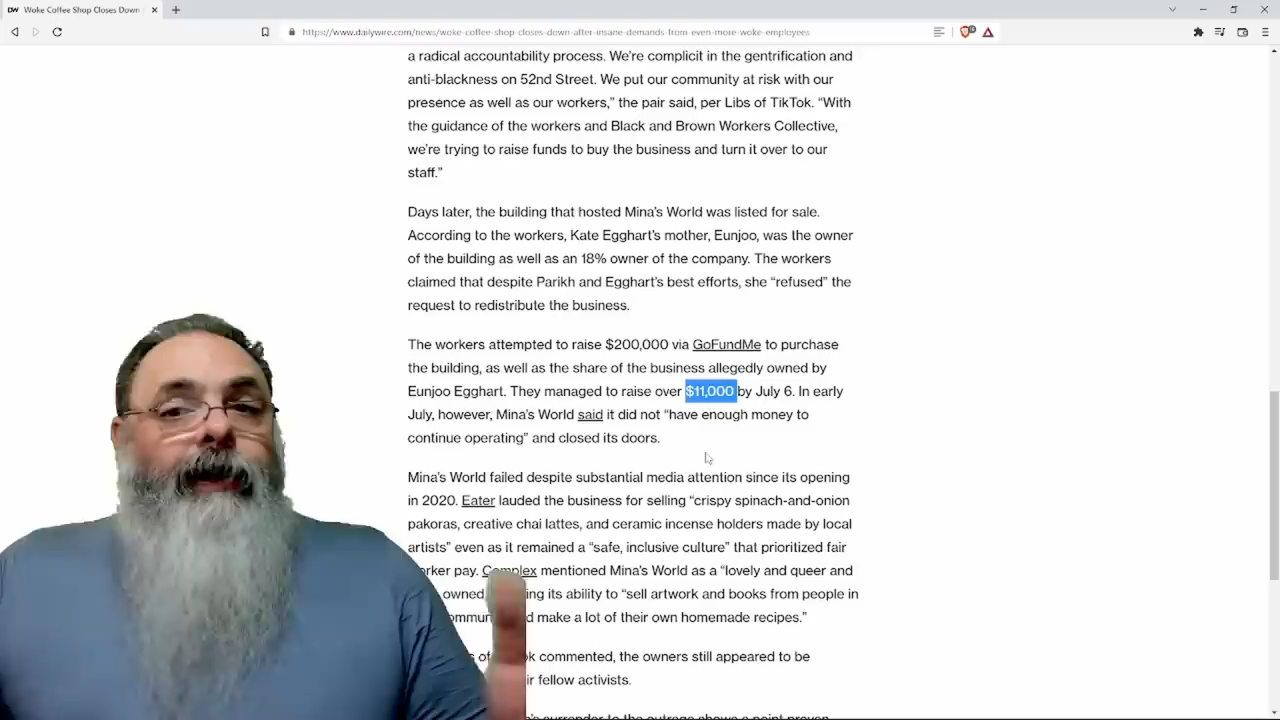 DW Woke Coffee Shop Closes Down
https://www.dailywire.com/news/woke-coffee-shop-closes-down-after-insane-demands-from-even-more-woke-employees
a radical accountability process. We're complicit in the gentrification and
anti-blackness on 52nd Street. We put our community at risk with our
presence as well as our workers,” the pair said, per Libs of TikTok. “With
the guidance of the workers and Black and Brown Workers Collective,
we're trying to raise funds to buy the business and turn it over to our
staff.”
Days later, the building that hosted Mina's World was listed for sale.
According to the workers, Kate Egghart's mother, Eunjoo, was the owner
of the building as well as an 18% owner of the company. The workers
claimed that despite Parikh and Egghart's best efforts, she “refused” the
request to redistribute the business.
The workers attempted to raise $200,000 via GoFundMe to purchase
the building, as well as the share of the business allegedly owned by
Eunjoo Egghart. They managed to raise over $11,000 by July 6. In early
July, however, Mina's World said it did not “have enough money to
continue operating” and closed its doors.
Mina's World failed despite substantial media attention since its opening
in 2020. Eater lauded the business for selling “crispy spinach-and-onion
pakoras, creative chai lattes, and ceramic incense holders made by local
artists” even as it remained a “safe, inclusive culture” that prioritized fair
pay. Complex mentioned Mina's World as a “lovely and queer and
owned, its ability to “sell artwork and books from people in
make a lot of their own homemade recipes.”
commented, the owners still appeared to be
fellow activists.
surrender to the outrage shows a point proven